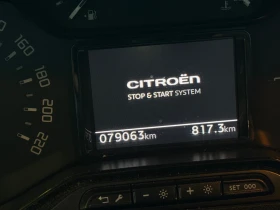 160
180
200
220
CITROËN
STOP & START SYSTEM
079063km 817.3km
- + SET 000